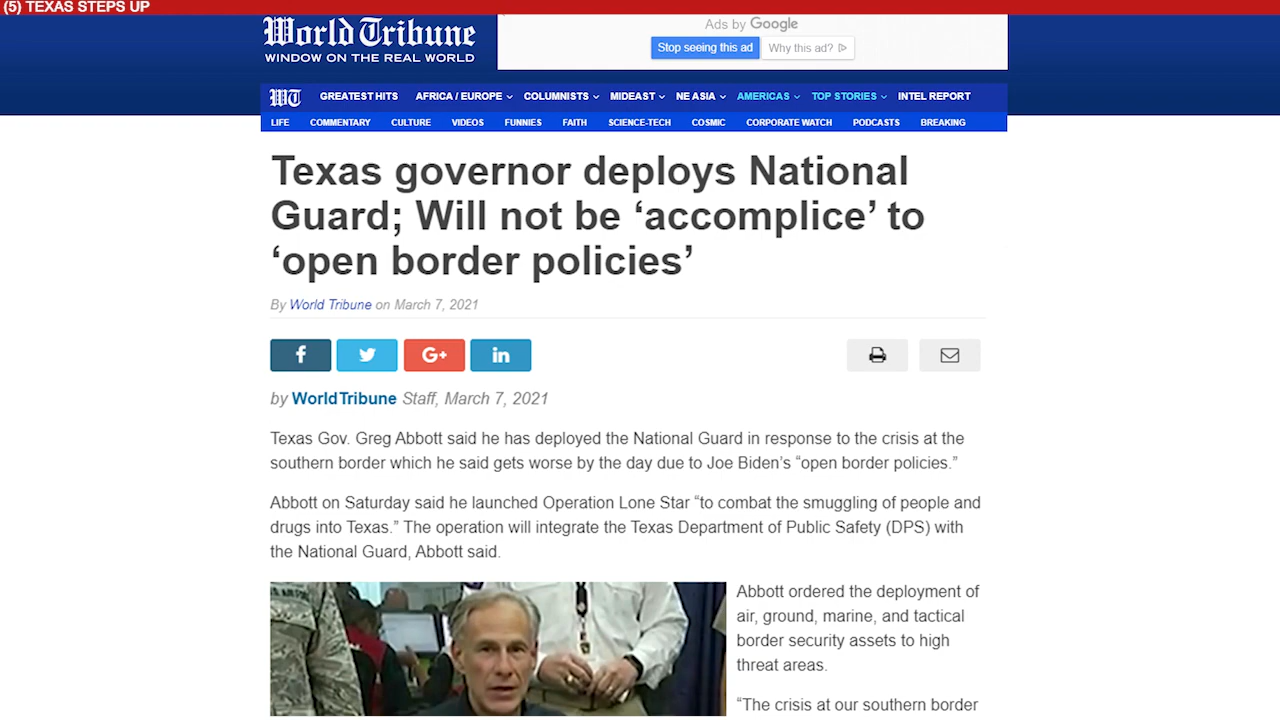 (5) TEXAS STEPS UP
World Tribune
WINDOW ON THE REAL WORLD
Ads by Google
Stop seeing this ad
Why this ad?
WT
GREATEST HITS
AFRICA / EUROPE
COLUMNISTS
MIDEAST
NE ASIA
AMERICAS
TOP STORIES
INTEL REPORT
LIFE
COMMENTARY
CULTURE
VIDEOS
FUNNIES
FAITH
SCIENCE-TECH
COSMIC
CORPORATE WATCH
PODCASTS
BREAKING
Texas governor deploys National
Guard; Will not be ‘accomplice’ to
‘open border policies’
By World Tribune on March 7, 2021
f
G+
in
by WorldTribune Staff, March 7, 2021
Texas Gov. Greg Abbott said he has deployed the National Guard in response to the crisis at the
southern border which he said gets worse by the day due to Joe Biden’s “open border policies.”
Abbott on Saturday said he launched Operation Lone Star “to combat the smuggling of people and
drugs into Texas.” The operation will integrate the Texas Department of Public Safety (DPS) with
the National Guard, Abbott said.
Abbott ordered the deployment of
air, ground, marine, and tactical
border security assets to high
threat areas.
“The crisis at our southern border